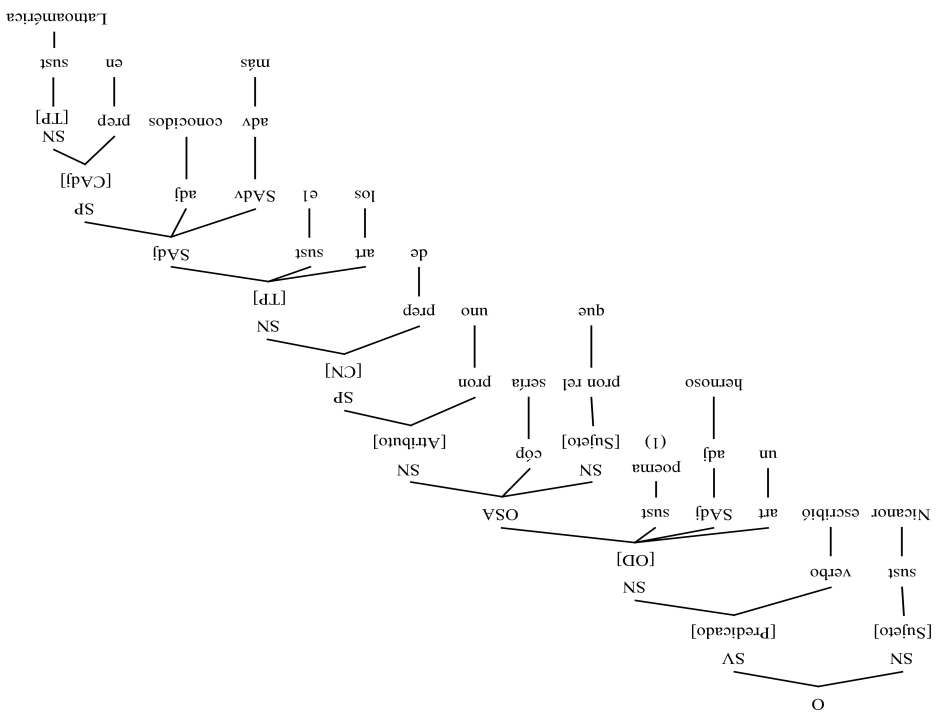 O
SN SV
[Sujeto] [Predicado]
SN
sust verbo [OD]
Nicanor escribió art SAdj sust OSA
SN SN
un adj poema cóp
(1) [Sujeto] [Atributo]
SP
hermoso pron rel sería pron
[CN]
SN
que uno prep
[TP]
de art sust SAdj
SP
los el SAdv adj
[CAdj]
SN
adv conocidos prep [TP]
más en sust
Latnoamérica